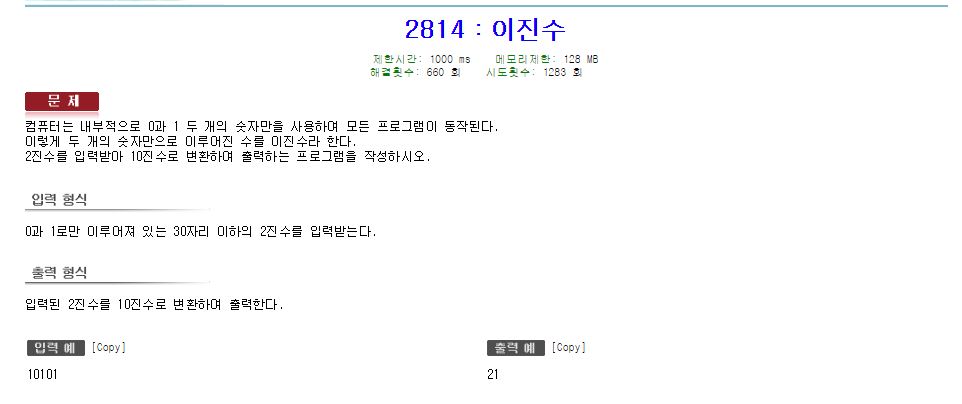 2814 : 이진수
제한시간: 1000 ms 메모리제한: 128 MB
해결횟수: 660 회 시도횟수: 1283 회
문 제
컴퓨터는 내부적으로 0과 1 두 개의 숫자만을 사용하여 모든 프로그램이 동작된다.
이렇게 두 개의 숫자만으로 이루어진 수를 이진수라 한다.
2진수를 입력받아 10진수로 변환하여 출력하는 프로그램을 작성하시오.
입력 형식
0과 1로만 이루어져 있는 30자리 이하의 2진수를 입력받는다.
출력 형식
입력된 2진수를 10진수로 변환하여 출력한다.
입력 예 [Copy] 출력 예 [Copy]
10101 21